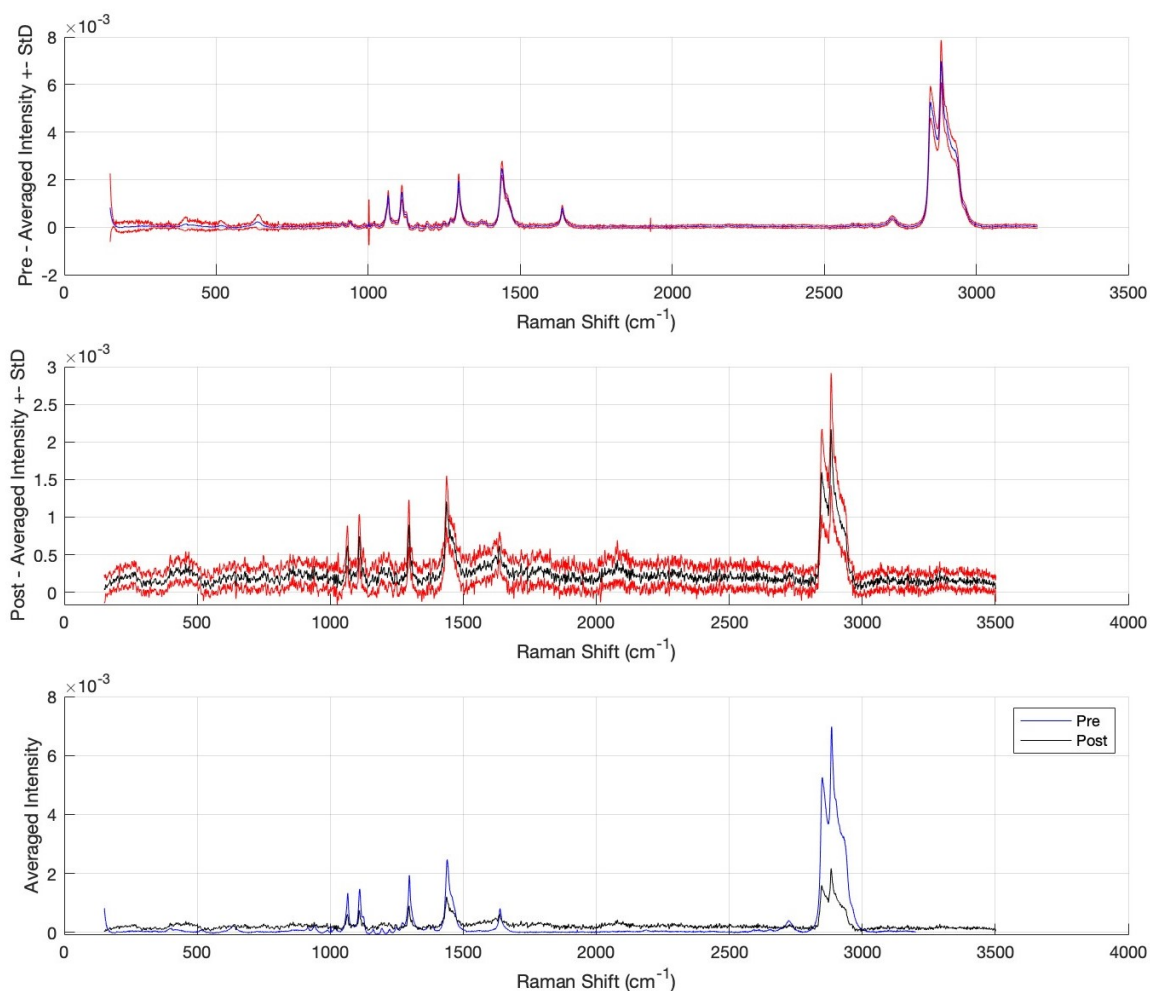 ×10⁻³
8
6
4
2
0
-2
Pre - Averaged Intensity +- StD
0 500 1000 1500 2000 2500 3000 3500
Raman Shift (cm⁻¹)
×10⁻³
3
2.5
2
1.5
1
0.5
0
Post - Averaged Intensity +- StD
0 500 1000 1500 2000 2500 3000 3500 4000
Raman Shift (cm⁻¹)
×10⁻³
8
6
4
2
0
Averaged Intensity
Pre
Post
0 500 1000 1500 2000 2500 3000 3500 4000
Raman Shift (cm⁻¹)